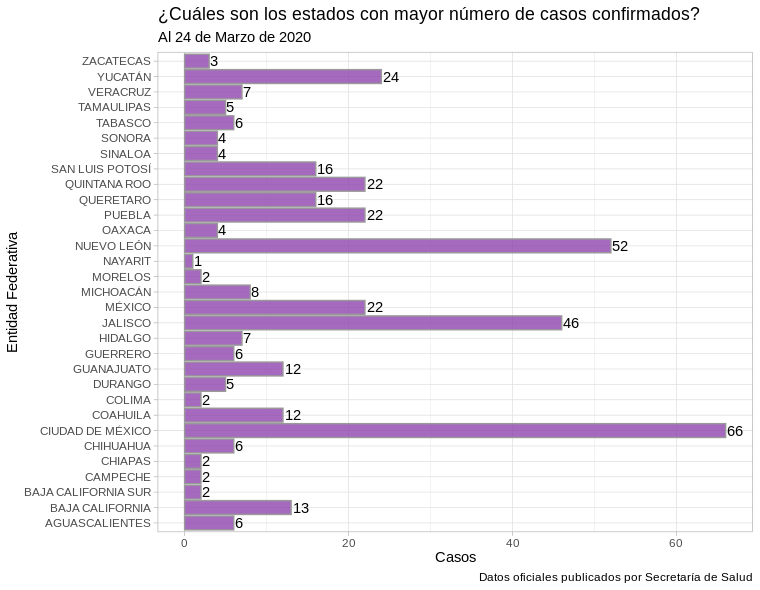 ¿Cuáles son los estados con mayor número de casos confirmados?
Al 24 de Marzo de 2020
Entidad Federativa
ZACATECAS 3
YUCATÁN 24
VERACRUZ 7
TAMAULIPAS 5
TABASCO 6
SONORA 4
SINALOA 4
SAN LUIS POTOSÍ 16
QUINTANA ROO 22
QUERETARO 16
PUEBLA 22
OAXACA 4
NUEVO LEÓN 52
NAYARIT 1
MORELOS 2
MICHOACÁN 8
MÉXICO 22
JALISCO 46
HIDALGO 7
GUERRERO 6
GUANAJUATO 12
DURANGO 5
COLIMA 2
COAHUILA 12
CIUDAD DE MÉXICO 66
CHIHUAHUA 6
CHIAPAS 2
CAMPECHE 2
BAJA CALIFORNIA SUR 2
BAJA CALIFORNIA 13
AGUASCALIENTES 6
0 20 40 60
Casos
Datos oficiales publicados por Secretaría de Salud